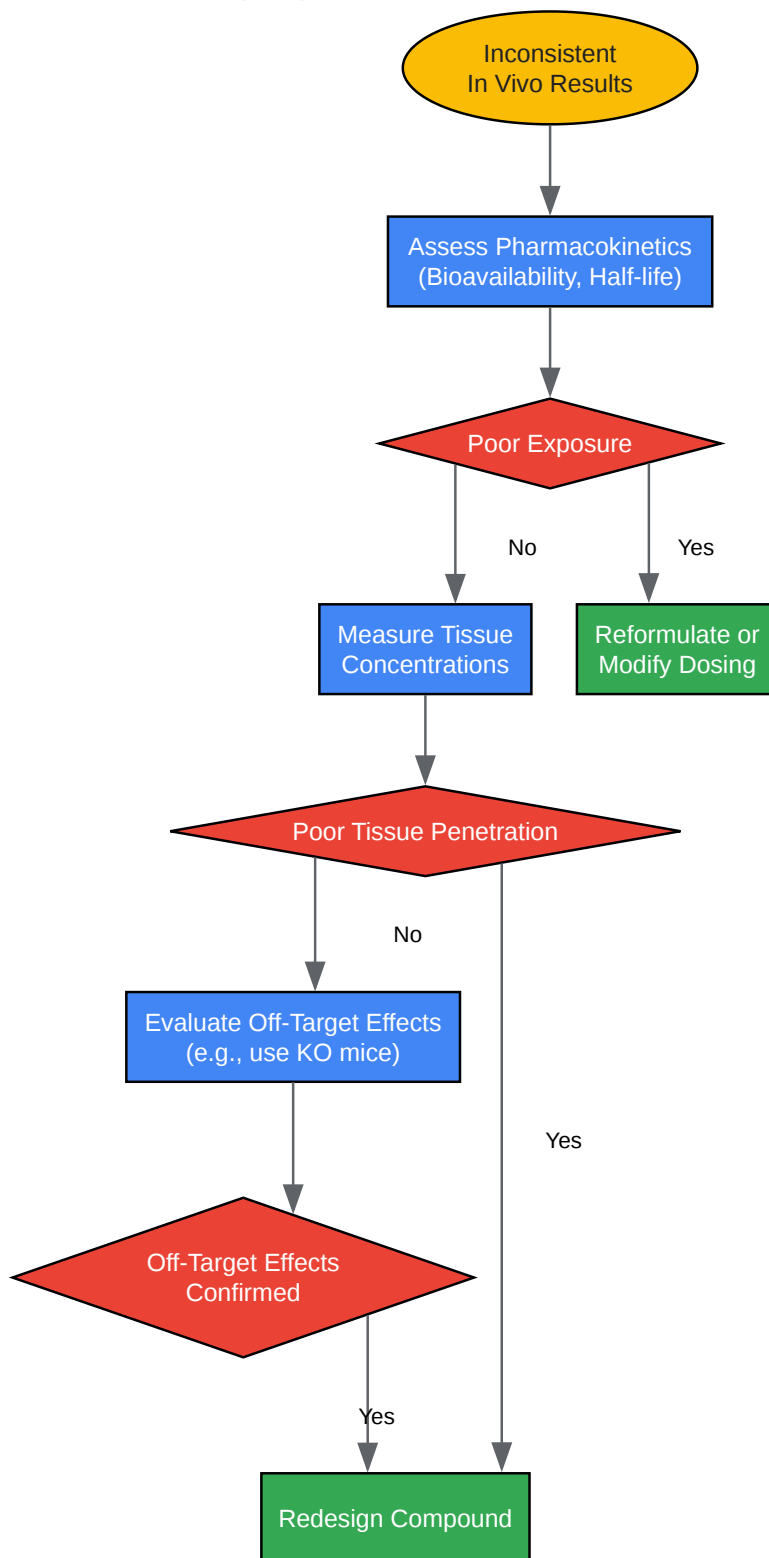 Inconsistent
In Vivo Results
Assess Pharmacokinetics
(Bioavailability, Half-life)
Poor Exposure
No
Yes
Measure Tissue
Concentrations
Reformulate or
Modify Dosing
Poor Tissue Penetration
No
Evaluate Off-Target Effects
(e.g., use KO mice)
Yes
Off-Target Effects
Confirmed
Yes
Redesign Compound